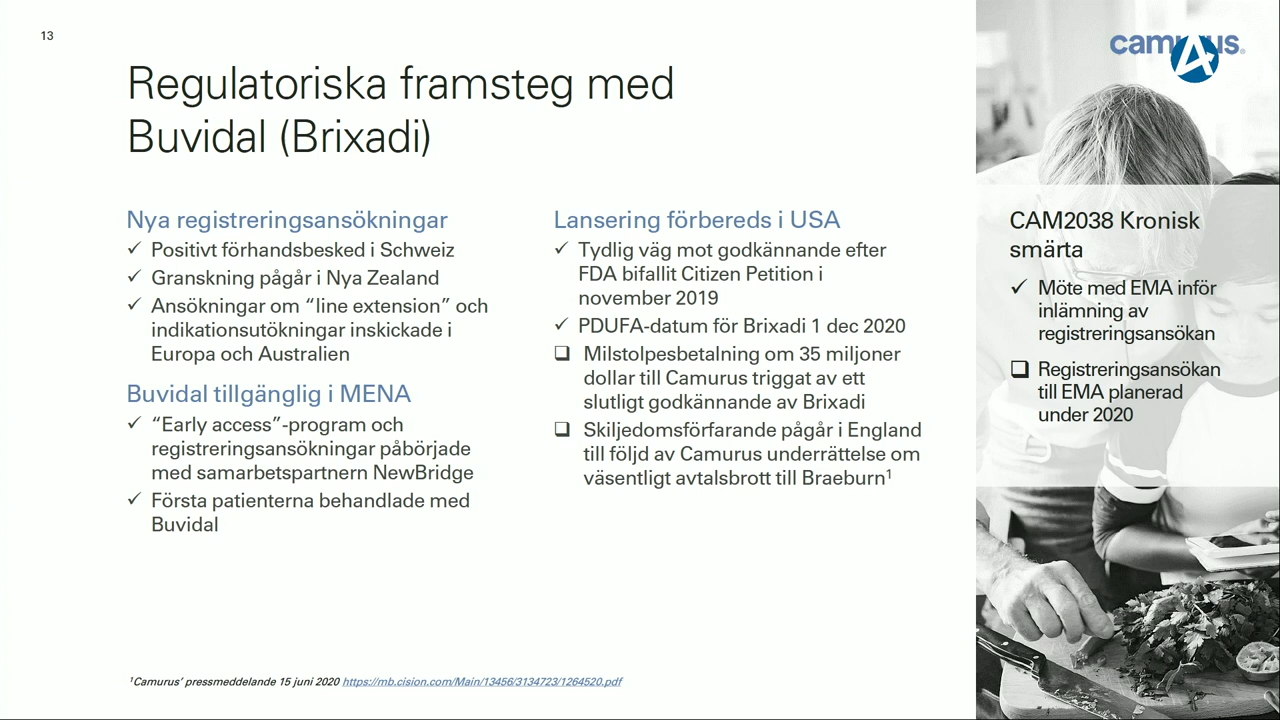 13
camurus
Regulatoriska framsteg med
Buvidal (Brixadi)
Nya registreringsansökningar
✓ Positivt förhandsbesked i Schweiz
✓ Granskning pågår i Nya Zealand
✓ Ansökningar om “line extension” och
indikationsutökningar inskickade i
Europa och Australien
Buvidal tillgänglig i MENA
✓ “Early access”-program och
registreringsansökningar påbörjade
med samarbetspartnern NewBridge
✓ Första patienterna behandlade med
Buvidal
Lansering förbereds i USA
✓ Tydlig väg mot godkännande efter
FDA bifallit Citizen Petition i
november 2019
✓ PDUFA-datum för Brixadi 1 dec 2020
❑ Milstolpesbetalning om 35 miljoner
dollar till Camurus triggat av ett
slutligt godkännande av Brixadi
❑ Skiljedomsförfarande pågår i England
till följd av Camurus underrättelse om
väsentligt avtalsbrott till Braeburn¹
CAM2038 Kronisk
smärta
✓ Möte med EMA inför
inlämning av
registreringsansökan
❑ Registreringsansökan
till EMA planerad
under 2020
¹Camurus’ pressmeddelande 15 juni 2020 https://mb.cision.com/Main/13456/3134723/1264520.pdf